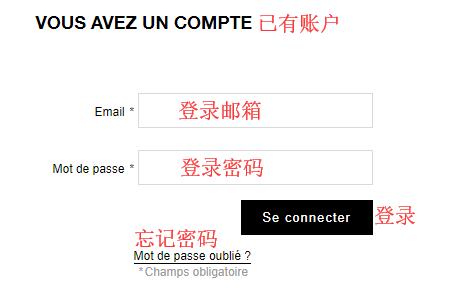 VOUS AVEZ UN COMPTE 已有账户
Email * 登录邮箱
Mot de passe * 登录密码
Se connecter 登录
忘记密码
Mot de passe oublié ?
*Champs obligatoire